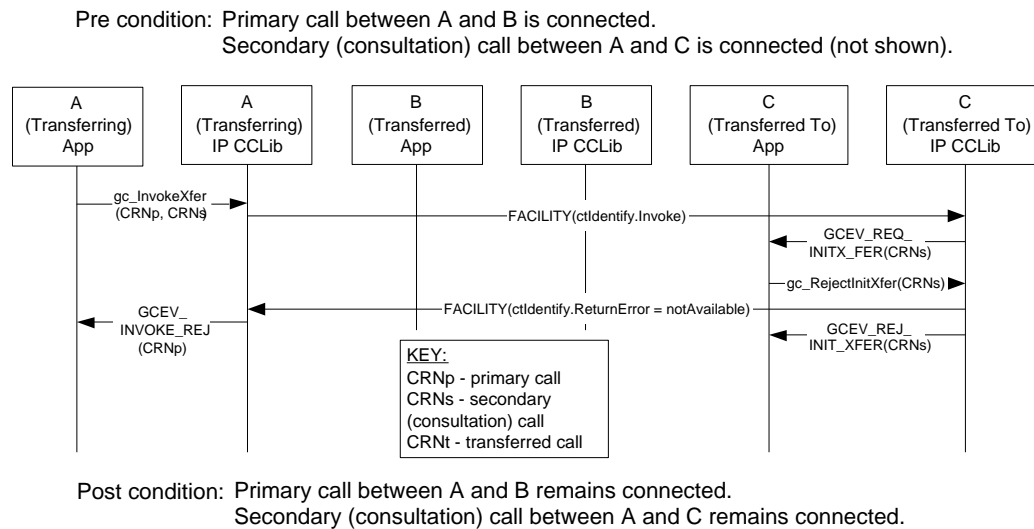 Pre condition: Primary call between A and B is connected.
Secondary (consultation) call between A and C is connected (not shown).
A
(Transferring)
App
A
(Transferring)
IP CCLib
B
(Transferred)
App
B
(Transferred)
IP CCLib
C
(Transferred To)
App
C
(Transferred To)
IP CCLib
gc_InvokeXfer
(CRNp, CRNs)
FACILITY(ctIdentify.Invoke)
GCEV_REQ_
INITX_FER(CRNs)
gc_RejectInitXfer(CRNs)
FACILITY(ctIdentify.ReturnError = notAvailable)
GCEV_
INVOKE_REJ
(CRNp)
GCEV_REJ_
INIT_XFER(CRNs)
KEY:
CRNp - primary call
CRNs - secondary
(consultation) call
CRNt - transferred call
Post condition: Primary call between A and B remains connected.
Secondary (consultation) call between A and C remains connected.